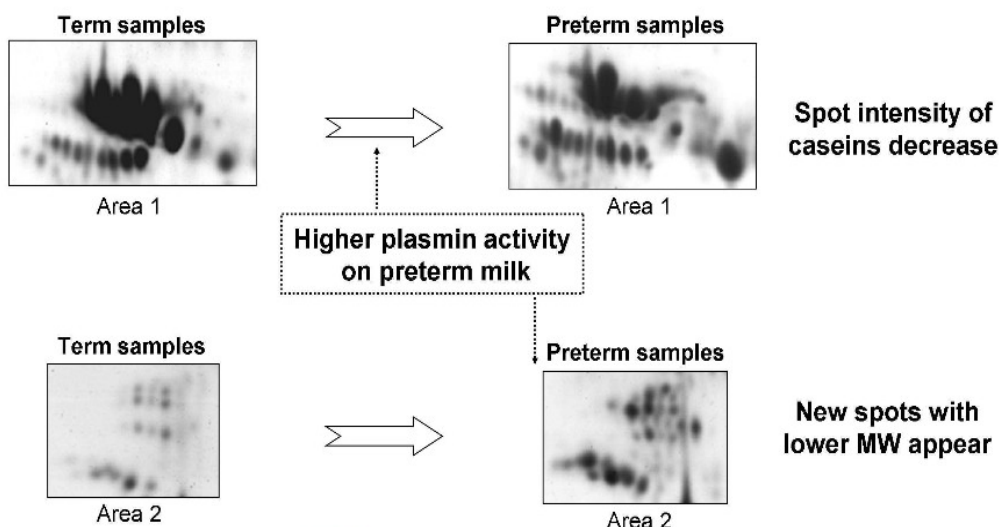 Term samples
Preterm samples
Spot intensity of
caseins decrease
Area 1
Area 1
Higher plasmin activity
on preterm milk
Term samples
Preterm samples
New spots with
lower MW appear
Area 2
Area 2